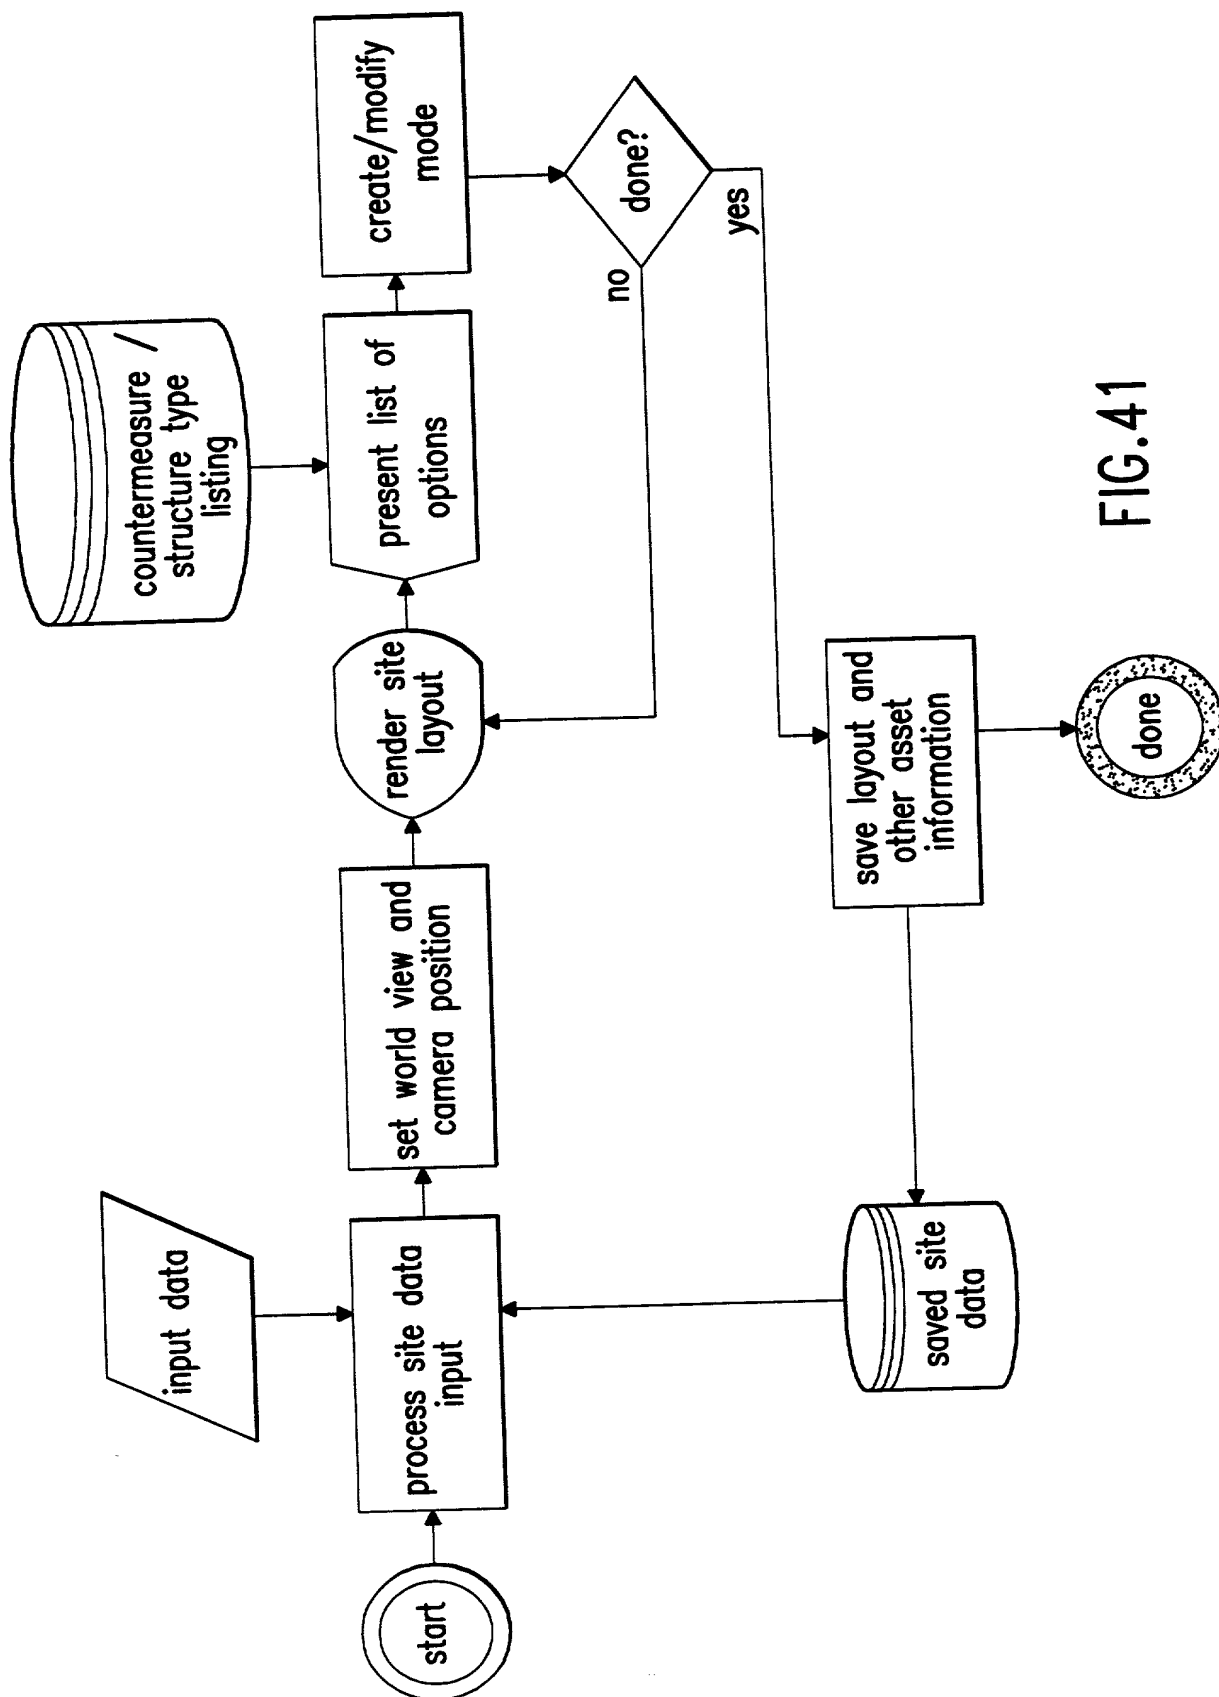 countermeasure /
structure type
listing
input data
start
process site data
input
set world view and
camera position
render site
layout
present list of
options
create/modify
mode
done?
no
yes
saved site
data
save layout and
other asset
information
done
FIG.41